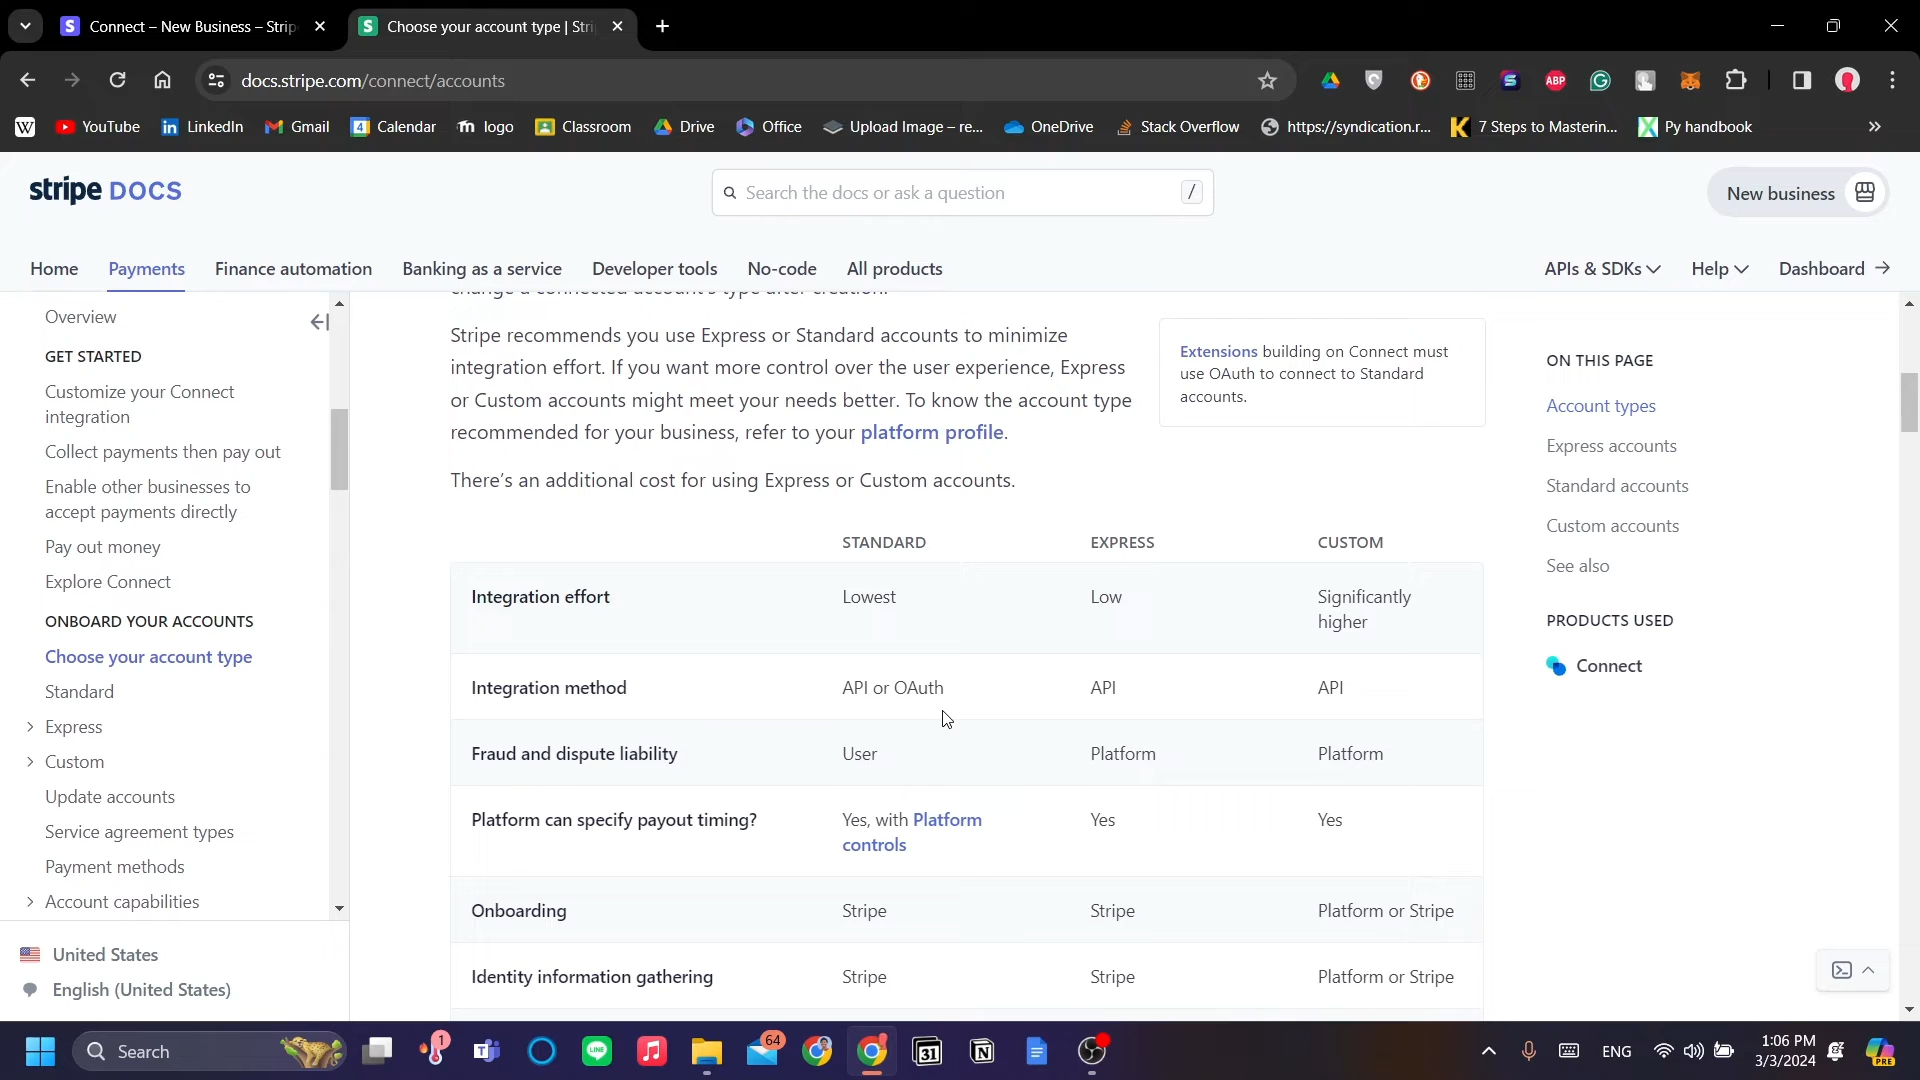 Connect – New Business – Strip
Choose your account type | Stri
docs.stripe.com/connect/accounts
ABP
W
YouTube
LinkedIn
Gmail
4
Calendar
m
logo
Classroom
Drive
Office
Upload Image – re...
OneDrive
Stack Overflow
https://syndication.r...
7 Steps to Masterin...
Py handbook
stripe DOCS
Search the docs or ask a question
/
New business
Home
Payments
Finance automation
Banking as a service
Developer tools
No-code
All products
APIs & SDKs
Help
Dashboard
Overview
GET STARTED
Customize your Connect
integration
Collect payments then pay out
Enable other businesses to
accept payments directly
Pay out money
Explore Connect
ONBOARD YOUR ACCOUNTS
Choose your account type
Standard
Express
Custom
Update accounts
Service agreement types
Payment methods
Account capabilities
United States
English (United States)
change a connected account's type after creation.
Stripe recommends you use Express or Standard accounts to minimize
integration effort. If you want more control over the user experience, Express
or Custom accounts might meet your needs better. To know the account type
recommended for your business, refer to your platform profile.
There's an additional cost for using Express or Custom accounts.
Extensions building on Connect must
use OAuth to connect to Standard
accounts.
STANDARD EXPRESS CUSTOM
Integration effort Lowest Low Significantly
higher
Integration method API or OAuth API API
Fraud and dispute liability User Platform Platform
Platform can specify payout timing? Yes, with Platform Yes Yes
controls
Onboarding Stripe Stripe Platform or Stripe
Identity information gathering Stripe Stripe Platform or Stripe
ON THIS PAGE
Account types
Express accounts
Standard accounts
Custom accounts
See also
PRODUCTS USED
Connect
Search
1
LINE
64
31
ENG
1:06 PM
3/3/2024
PRE